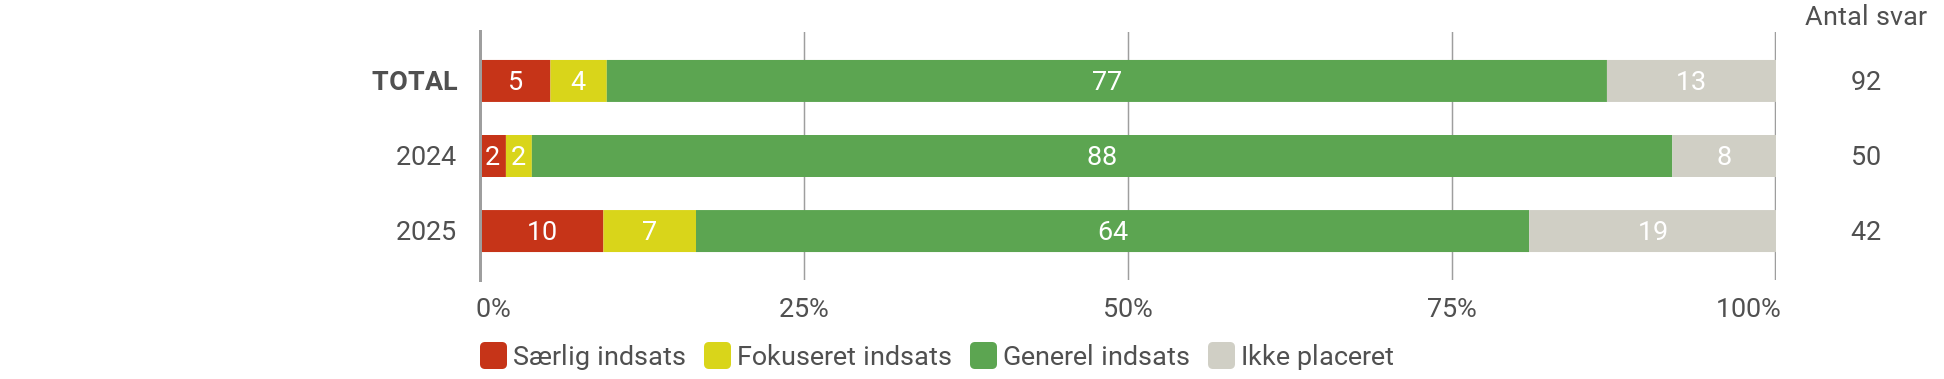 Antal svar
TOTAL 5 4 77 13 92
2024 2 2 88 8 50
2025 10 7 64 19 42
0% 25% 50% 75% 100%
Særlig indsats Fokuseret indsats Generel indsats Ikke placeret